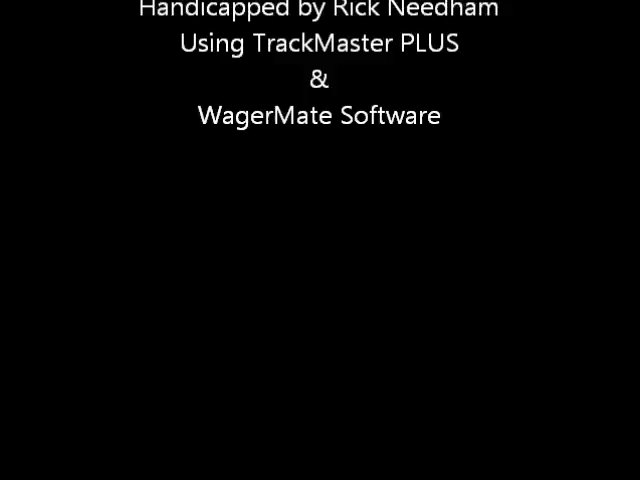 Handicapped by Rick Needham
Using TrackMaster PLUS
&
WagerMate Software